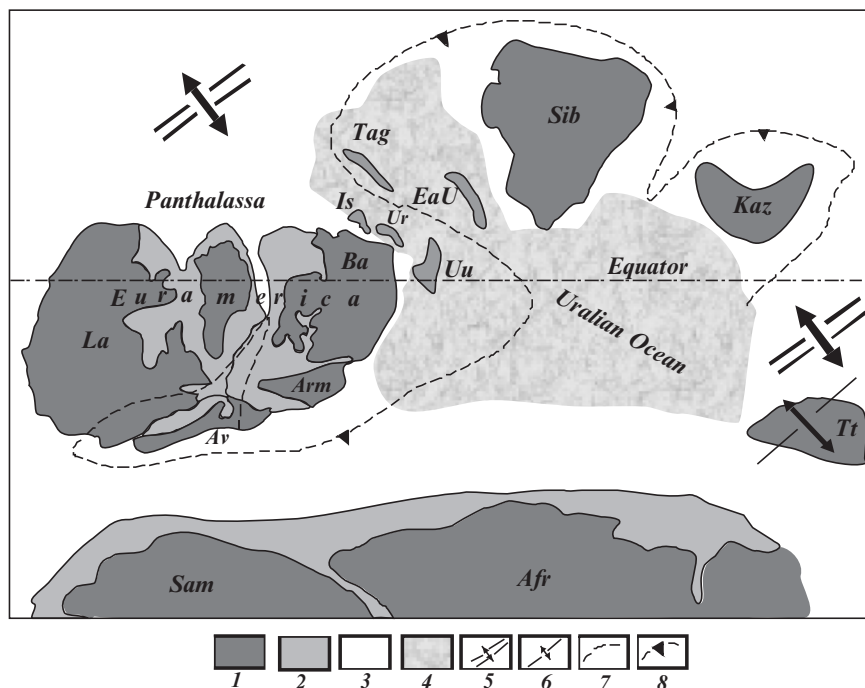 Sib
Tag
EaU
Kaz
Panthalassa
Is
Ur
Ba
Uu
Equator
Euramerica
Uralian Ocean
La
Arm
Av
Tt
Sam
Afr
1 2 3 4 5 6 7 8